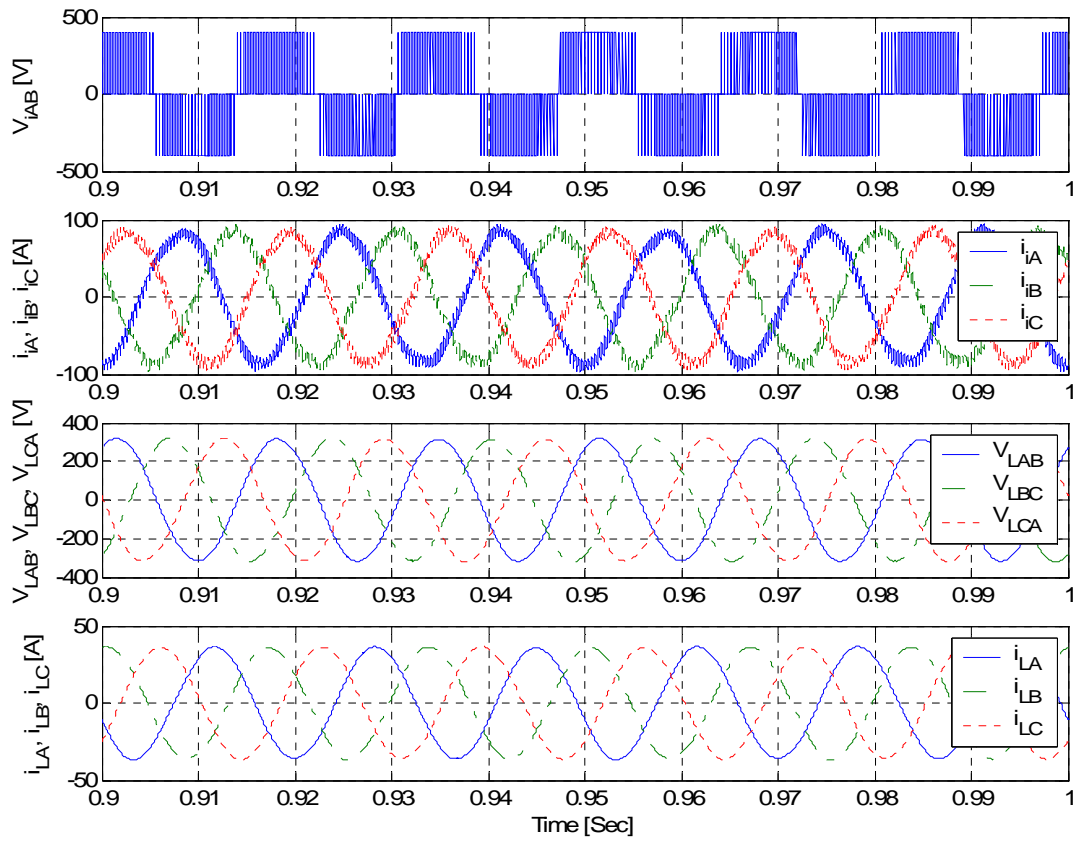 500
0
-500
V_iAB [V]
0.9 0.91 0.92 0.93 0.94 0.95 0.96 0.97 0.98 0.99 1
100
0
-100
i_iA, i_iB, i_iC [A]
i_iA
i_iB
i_iC
0.9 0.91 0.92 0.93 0.94 0.95 0.96 0.97 0.98 0.99 1
400
200
0
-200
-400
V_LAB, V_LBC, V_LCA [V]
V_LAB
V_LBC
V_LCA
0.9 0.91 0.92 0.93 0.94 0.95 0.96 0.97 0.98 0.99 1
50
0
-50
i_LA, i_LB, i_LC [A]
i_LA
i_LB
i_LC
0.9 0.91 0.92 0.93 0.94 0.95 0.96 0.97 0.98 0.99 1
Time [Sec]